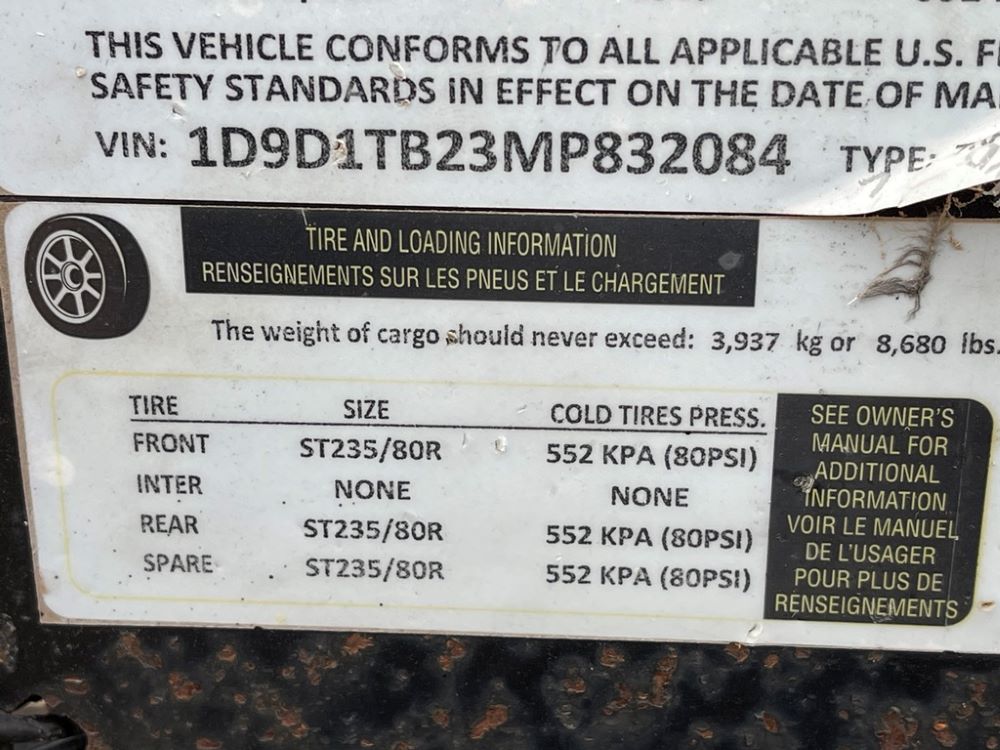 THIS VEHICLE CONFORMS TO ALL APPLICABLE U.S.
SAFETY STANDARDS IN EFFECT ON THE DATE OF
VIN: 1D9D1TB23MP832084 TYPE:
TIRE AND LOADING INFORMATION
RENSEIGNEMENTS SUR LES PNEUS ET LE CHARGEMENT
The weight of cargo should never exceed: 3,937 kg or 8,680 lbs.
TIRE SIZE COLD TIRES PRESS.
FRONT ST235/80R 552 KPA (80PSI)
INTER NONE NONE
REAR ST235/80R 552 KPA (80PSI)
SPARE ST235/80R 552 KPA (80PSI)
SEE OWNER'S
MANUAL FOR
ADDITIONAL
INFORMATION
VOIR LE MANUEL
DE L'USAGER
POUR PLUS DE
RENSEIGNEMENTS